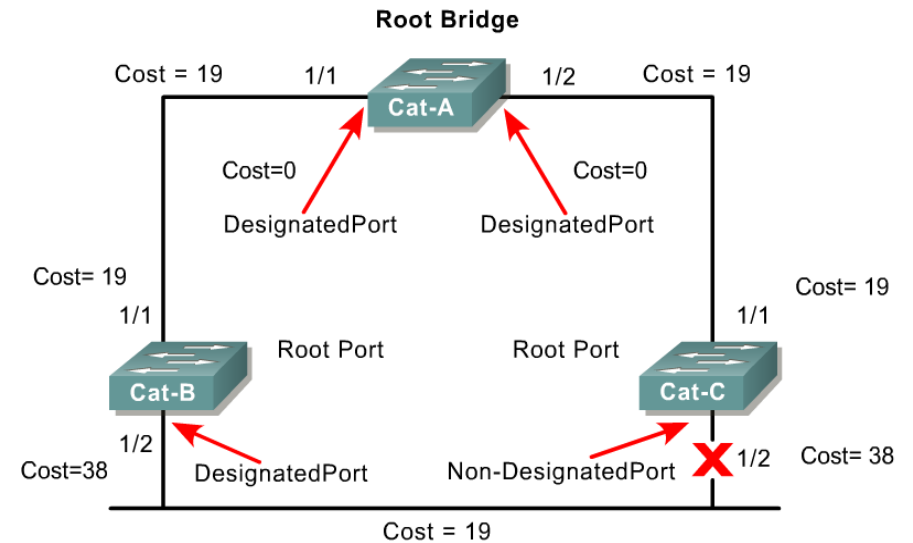 Root Bridge
Cost = 19
1/1
1/2
Cost = 19
Cat-A
Cost=0
Cost=0
DesignatedPort
DesignatedPort
Cost= 19
Cost= 19
1/1
1/1
Root Port
Root Port
Cat-B
Cat-C
1/2
1/2
Cost= 38
Cost=38
DesignatedPort
Non-DesignatedPort
Cost = 19